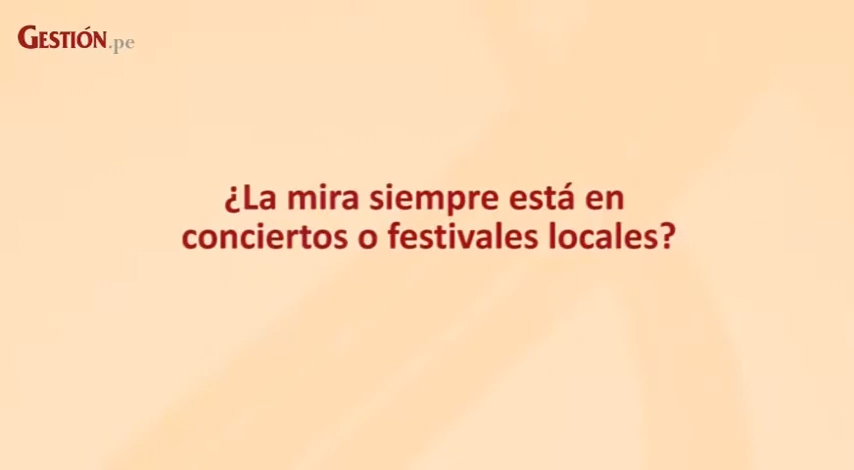 GESTIÓN.pe
¿La mira siempre está en
conciertos o festivales locales?